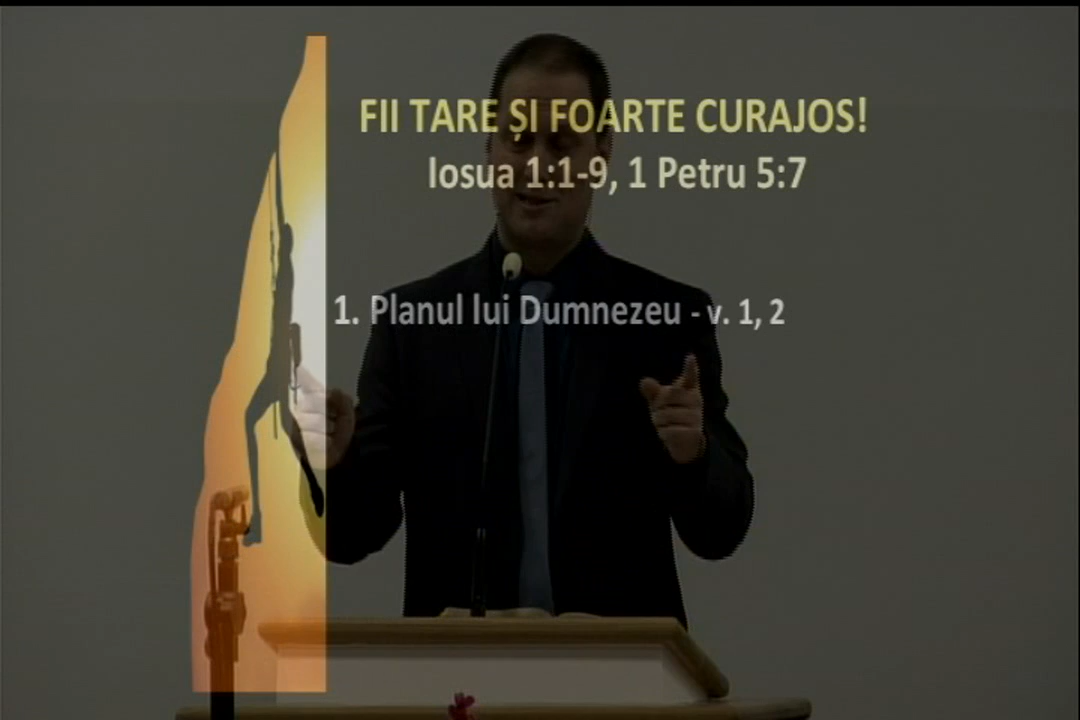 FII TARE ȘI FOARTE CURAJOS!
Iosua 1:1-9, 1 Petru 5:7
1. Planul lui Dumnezeu - v. 1, 2